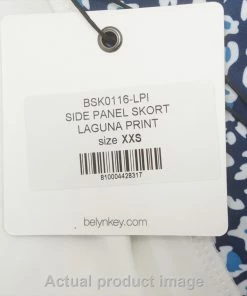 BSK0116-LPI
SIDE PANEL SKORT
LAGUNA PRINT
size XXS
810004428317
belynkey.com
Actual product image